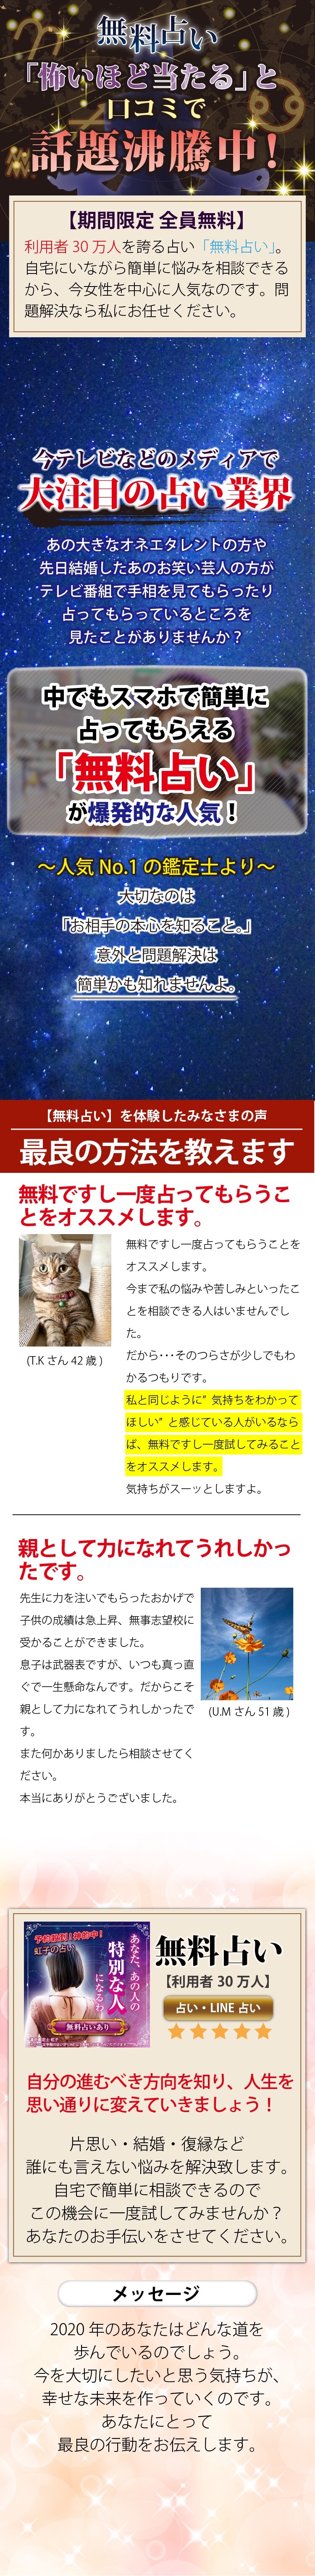 無料占い
「怖いほど当たる」と
口コミで
話題沸騰中！
【期間限定 全員無料】
利用者 30 万人を誇る占い「無料占い」。
自宅にいながら簡単に悩みを相談できる
から、今女性を中心に人気なのです。問
題解決なら私にお任せください。
今テレビなどのメディアで
大注目の占い業界
あの大きなオネエタレントの方や
先日結婚したあのお笑い芸人の方が
テレビ番組で手相を見てもらったり
占ってもらっているところを
見たことがありませんか？
中でもスマホで簡単に
占ってもらえる
「無料占い」
が爆発的な人気！
～人気 No.1 の鑑定士より～
大切なのは
「お相手の本心を知ること。」
意外と問題解決は
簡単かも知れませんよ。
【無料占い】を体験したみなさまの声
最良の方法を教えます
無料ですし一度占ってもらうこ
とをオススメします。
無料ですし一度占ってもらうことを
オススメします。
今まで私の悩みや苦しみといったこ
とを相談できる人はいませんでし
た。
だから･･･そのつらさが少しでもわ
かるつもりです。
私と同じように”気持ちをわかって
ほしい”と感じている人がいるなら
ば、無料ですし一度試してみること
をオススメします。
気持ちがスーッとしますよ。
(T.K さん 42 歳 )
親として力になれてうれしかっ
たです。
先生に力を注いでもらったおかげで
子供の成績は急上昇、無事志望校に
受かることができました。
息子は武器表ですが、いつも真っ直
ぐで一生懸命なんです。だからこそ
親として力になれてうれしかったで
す。
また何かありましたら相談させてく
ださい。
本当にありがとうございました。
(U.M さん 51 歳 )
予約殺到！神的中！
虹子の占い
あなた、あの人の
特別な人
になるわ
無料占いあり
無料占い
【利用者 30 万人】
占い・LINE 占い
自分の進むべき方向を知り、人生を
思い通りに変えていきましょう！
片思い・結婚・復縁など
誰にも言えない悩みを解決致します。
自宅で簡単に相談できるので
この機会に一度試してみませんか？
あなたのお手伝いをさせてください。
メッセージ
2020 年のあなたはどんな道を
歩んでいるのでしょう。
今を大切にしたいと思う気持ちが、
幸せな未来を作っていくのです。
あなたにとって
最良の行動をお伝えします。